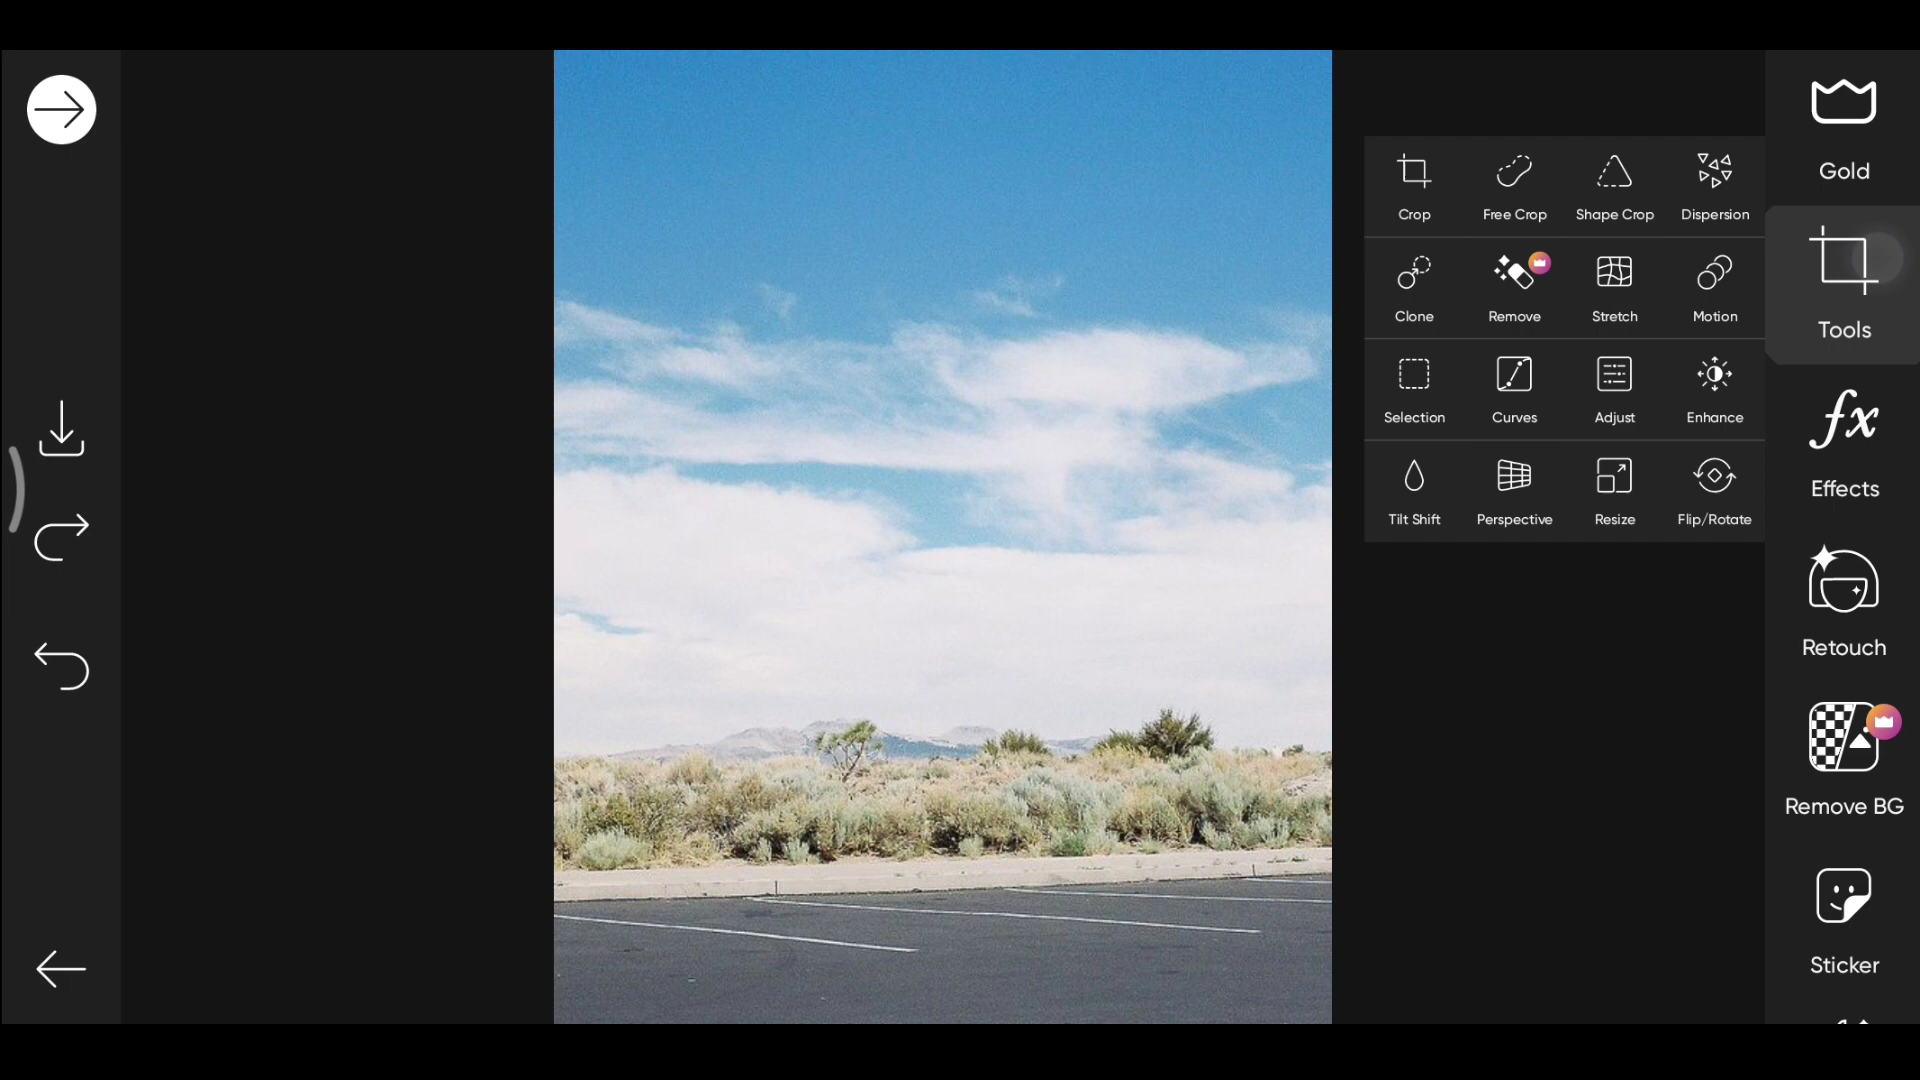 Gold
Crop Free Crop Shape Crop Dispersion
Clone Remove Stretch Motion
Tools
Selection Curves Adjust Enhance
fx
Effects
Tilt Shift Perspective Resize Flip/Rotate
Retouch
Remove BG
Sticker